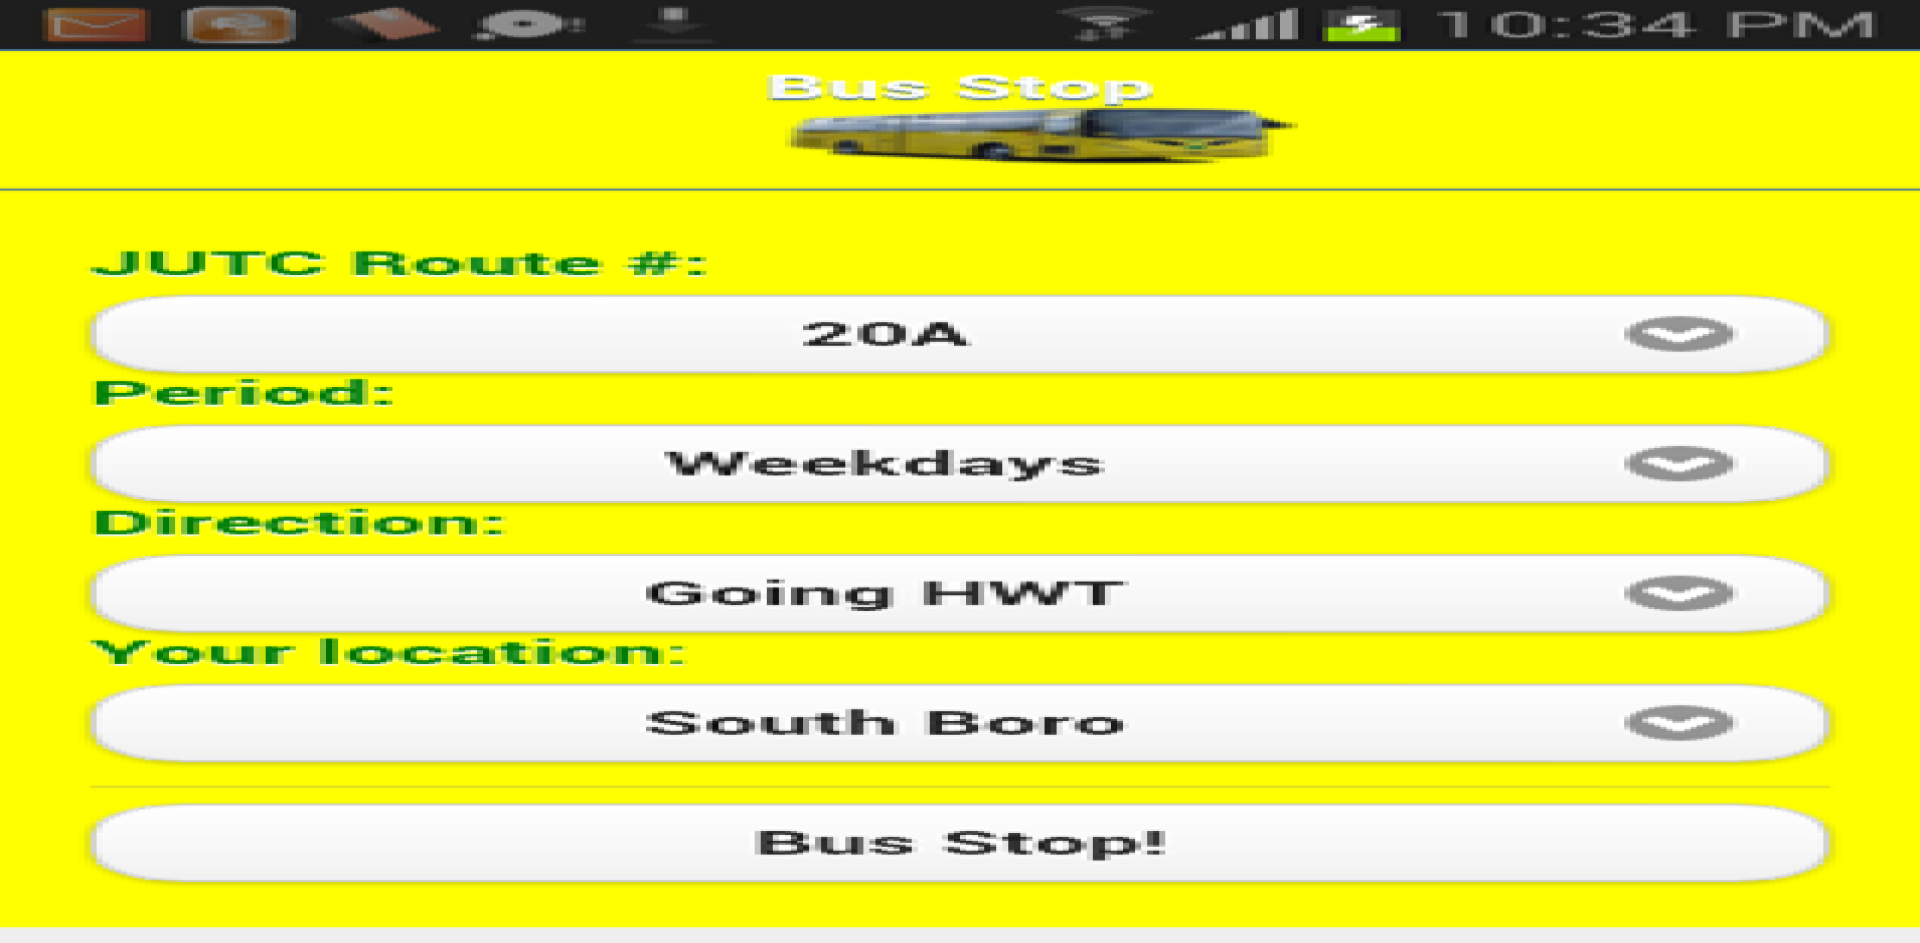 10:34 PM
Bus Stop
JUTC Route #:
20A
Period:
Weekdays
Direction:
Going HWT
Your location:
South Boro
Bus Stop!